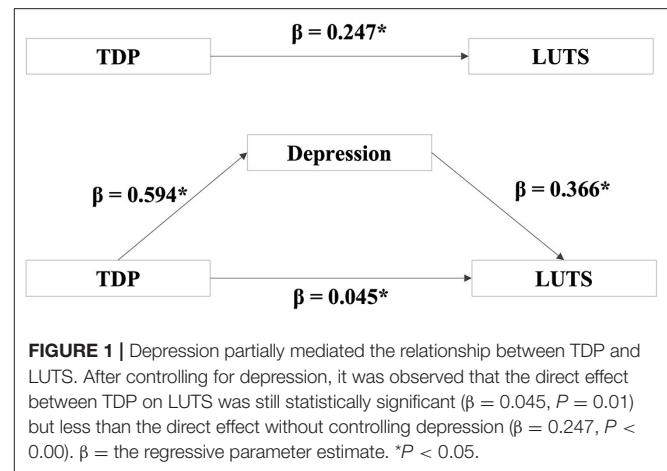 β = 0.247*
TDP LUTS
Depression
β = 0.594* β = 0.366*
TDP LUTS
β = 0.045*
FIGURE 1 | Depression partially mediated the relationship between TDP and
LUTS. After controlling for depression, it was observed that the direct effect
between TDP on LUTS was still statistically significant (β = 0.045, P = 0.01)
but less than the direct effect without controlling depression (β = 0.247, P <
0.00). β = the regressive parameter estimate. *P < 0.05.